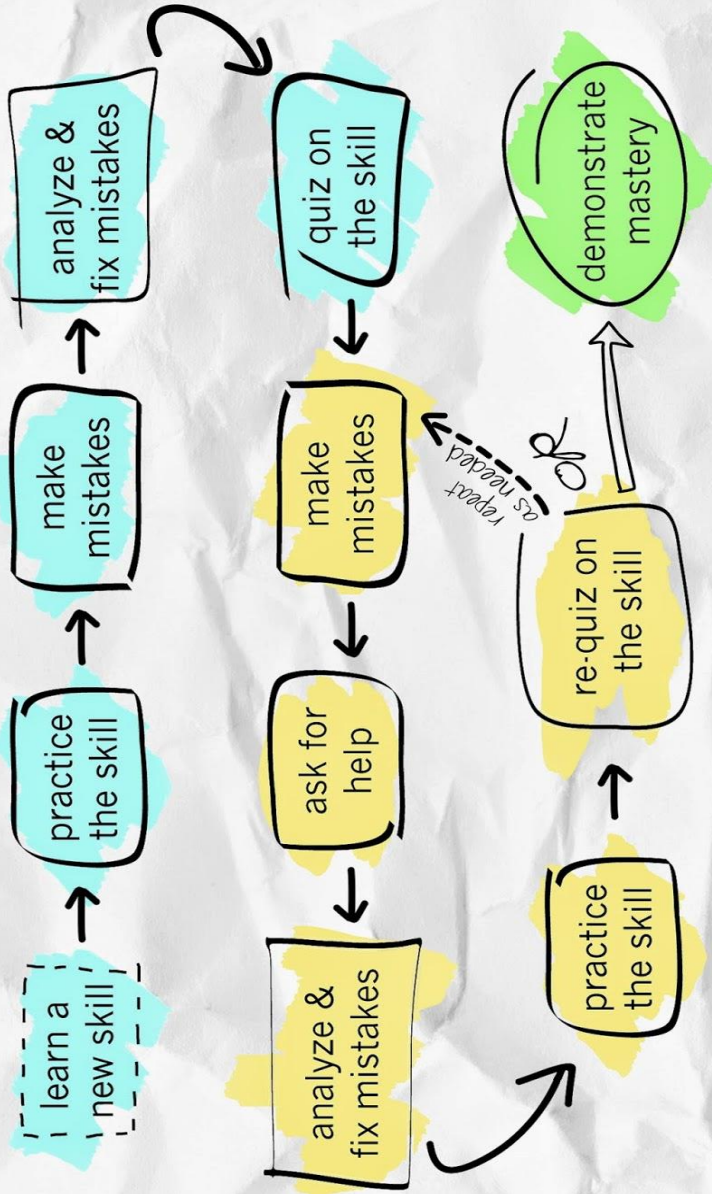 learn a
new skill
practice
the skill
make
mistakes
analyze &
fix mistakes
quiz on
the skill
make
mistakes
ask for
help
analyze &
fix mistakes
practice
the skill
re-quiz on
the skill
repeat
as needed
OR
demonstrate
mastery